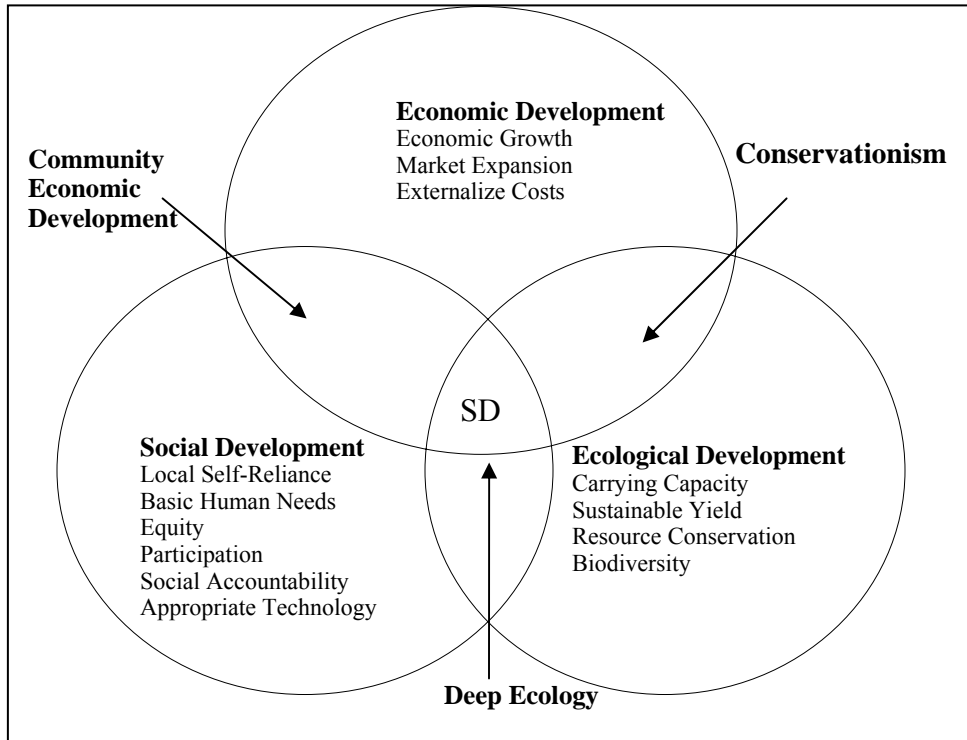 Economic Development
Economic Growth
Market Expansion
Externalize Costs
Community
Economic
Development
Conservationism
SD
Social Development
Local Self-Reliance
Basic Human Needs
Equity
Participation
Social Accountability
Appropriate Technology
Ecological Development
Carrying Capacity
Sustainable Yield
Resource Conservation
Biodiversity
Deep Ecology